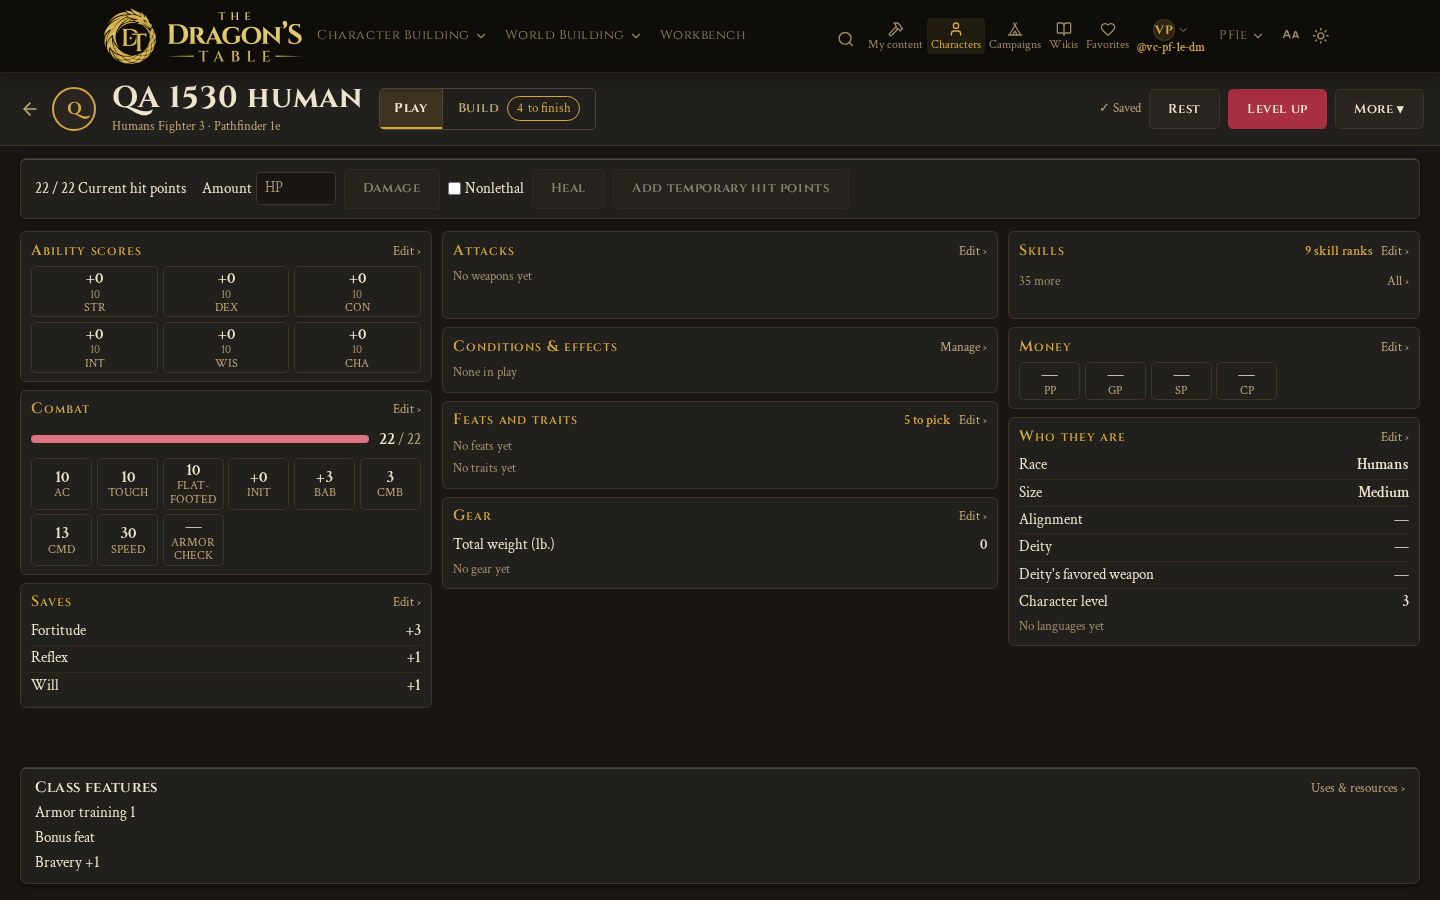 THE
DRAGON'S
TABLE
DT
CHARACTER BUILDING
WORLD BUILDING
WORKBENCH
My content
Characters
Campaigns
Wikis
Favorites
VP
@vc-pf-1e-dm
PF1E
AA
Q
QA 1530 HUMAN
Humans Fighter 3 · Pathfinder 1e
PLAY
BUILD
4 to finish
✓ Saved
REST
LEVEL UP
MORE ▾
22 / 22 Current hit points
Amount
HP
DAMAGE
Nonlethal
HEAL
ADD TEMPORARY HIT POINTS
ABILITY SCORES
Edit ›
+0
10
STR
+0
10
DEX
+0
10
CON
+0
10
INT
+0
10
WIS
+0
10
CHA
COMBAT
Edit ›
22 / 22
10
AC
10
TOUCH
10
FLAT-
FOOTED
+0
INIT
+3
BAB
3
CMB
13
CMD
30
SPEED
—
ARMOR
CHECK
SAVES
Edit ›
Fortitude +3
Reflex +1
Will +1
ATTACKS
Edit ›
No weapons yet
CONDITIONS & EFFECTS
Manage ›
None in play
FEATS AND TRAITS
5 to pick
Edit ›
No feats yet
No traits yet
GEAR
Edit ›
Total weight (lb.) 0
No gear yet
SKILLS
9 skill ranks
Edit ›
35 more
All ›
MONEY
Edit ›
—
PP
—
GP
—
SP
—
CP
WHO THEY ARE
Edit ›
Race Humans
Size Medium
Alignment —
Deity —
Deity's favored weapon —
Character level 3
No languages yet
CLASS FEATURES
Uses & resources ›
Armor training 1
Bonus feat
Bravery +1